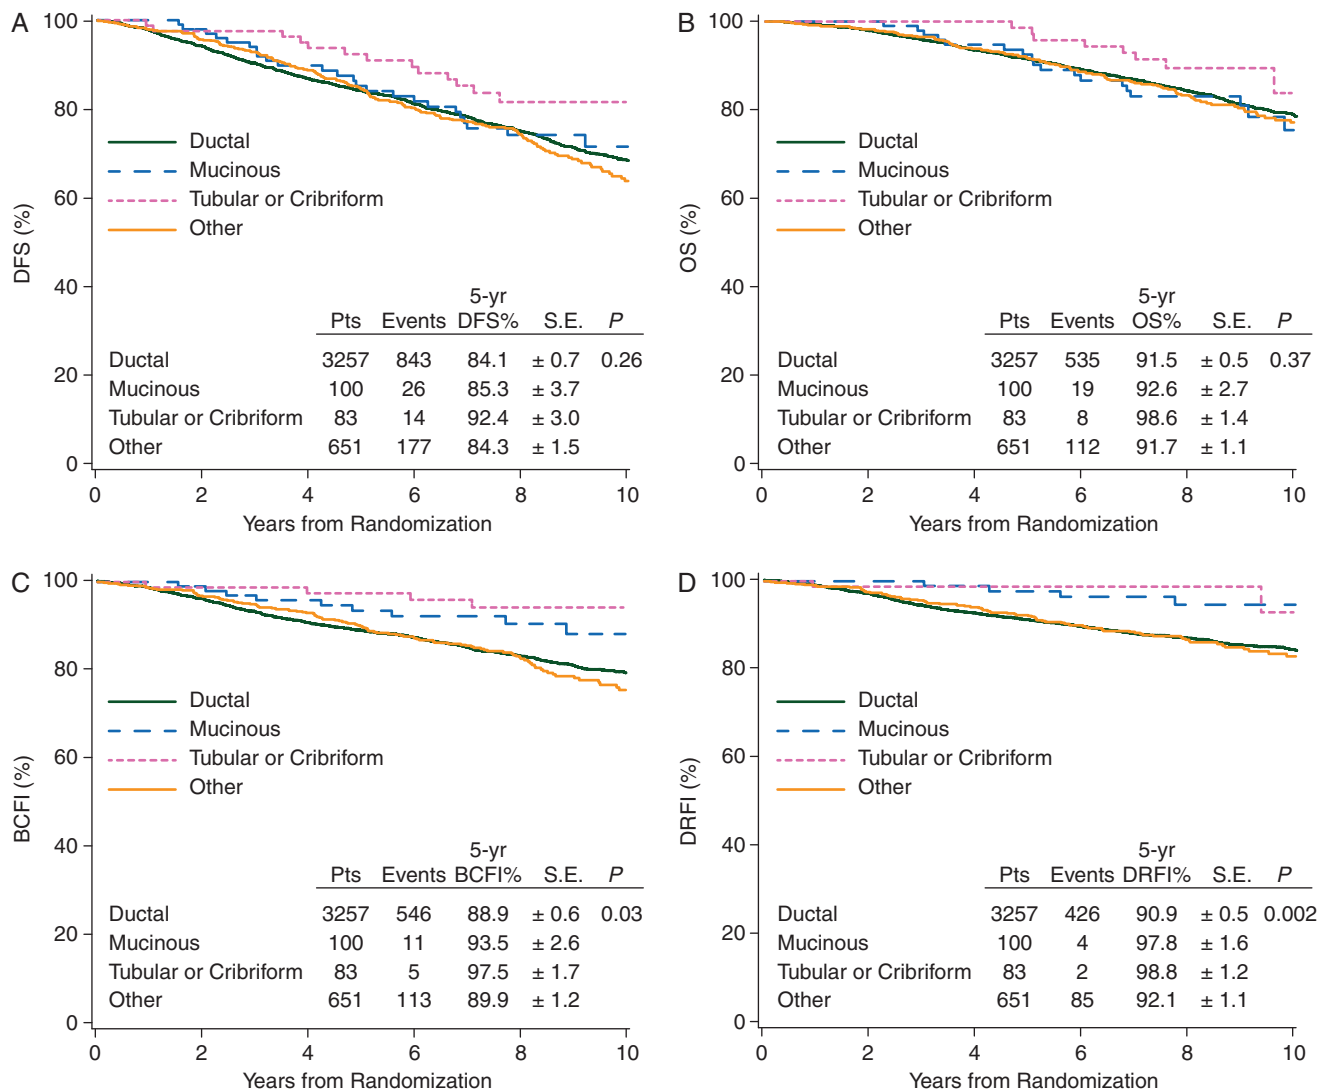 A
100
80
60
40
20
0
DFS (%)
Ductal
Mucinous
Tubular or Cribriform
Other
5-yr
Pts Events DFS% S.E. P
Ductal 3257 843 84.1 ± 0.7 0.26
Mucinous 100 26 85.3 ± 3.7
Tubular or Cribriform 83 14 92.4 ± 3.0
Other 651 177 84.3 ± 1.5
0 2 4 6 8 10
Years from Randomization
B
100
80
60
40
20
0
OS (%)
Ductal
Mucinous
Tubular or Cribriform
Other
5-yr
Pts Events OS% S.E. P
Ductal 3257 535 91.5 ± 0.5 0.37
Mucinous 100 19 92.6 ± 2.7
Tubular or Cribriform 83 8 98.6 ± 1.4
Other 651 112 91.7 ± 1.1
0 2 4 6 8 10
Years from Randomization
C
100
80
60
40
20
0
BCFI (%)
Ductal
Mucinous
Tubular or Cribriform
Other
5-yr
Pts Events BCFI% S.E. P
Ductal 3257 546 88.9 ± 0.6 0.03
Mucinous 100 11 93.5 ± 2.6
Tubular or Cribriform 83 5 97.5 ± 1.7
Other 651 113 89.9 ± 1.2
0 2 4 6 8 10
Years from Randomization
D
100
80
60
40
20
0
DRFI (%)
Ductal
Mucinous
Tubular or Cribriform
Other
5-yr
Pts Events DRFI% S.E. P
Ductal 3257 426 90.9 ± 0.5 0.002
Mucinous 100 4 97.8 ± 1.6
Tubular or Cribriform 83 2 98.8 ± 1.2
Other 651 85 92.1 ± 1.1
0 2 4 6 8 10
Years from Randomization